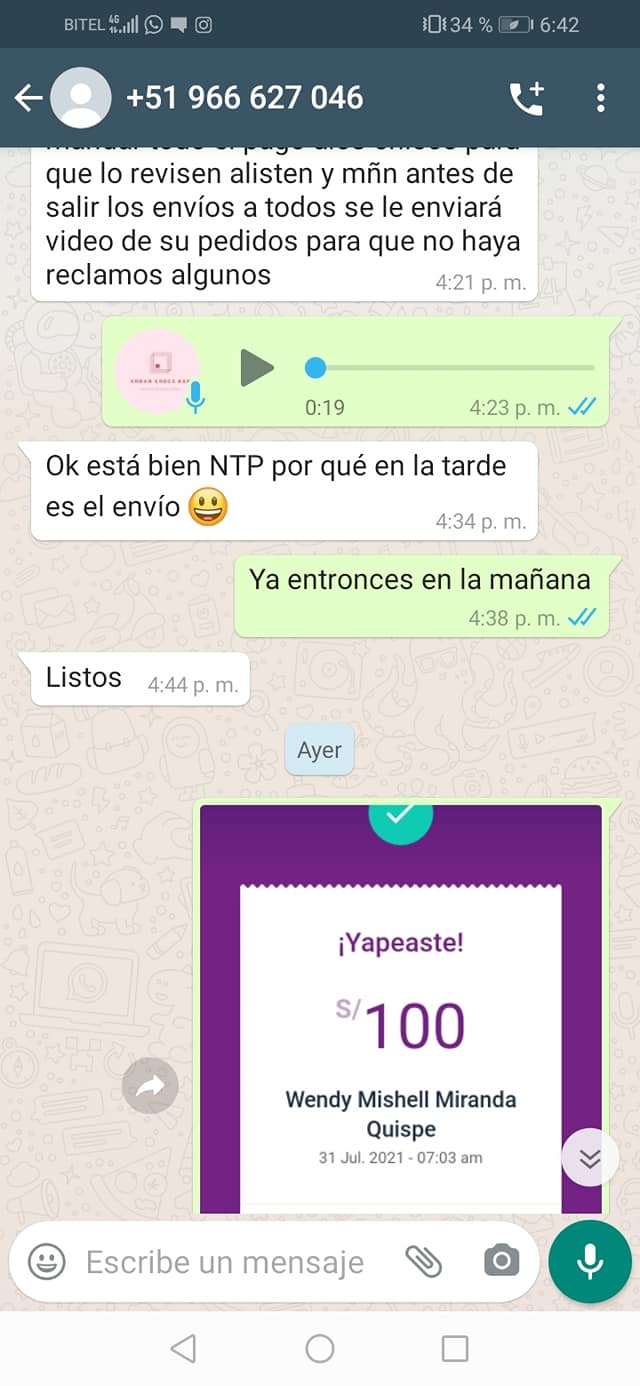 BITEL 4G 34 % 6:42
+51 966 627 046
que lo revisen alisten y mñn antes de
salir los envíos a todos se le enviará
video de su pedidos para que no haya
reclamos algunos
4:21 p. m.
0:19
4:23 p. m.
Ok está bien NTP por qué en la tarde
es el envío 😃
4:34 p. m.
Ya entronces en la mañana
4:38 p. m.
Listos 4:44 p. m.
Ayer
¡Yapeaste!
S/100
Wendy Mishell Miranda
Quispe
31 Jul. 2021 - 07:03 am
Escribe un mensaje